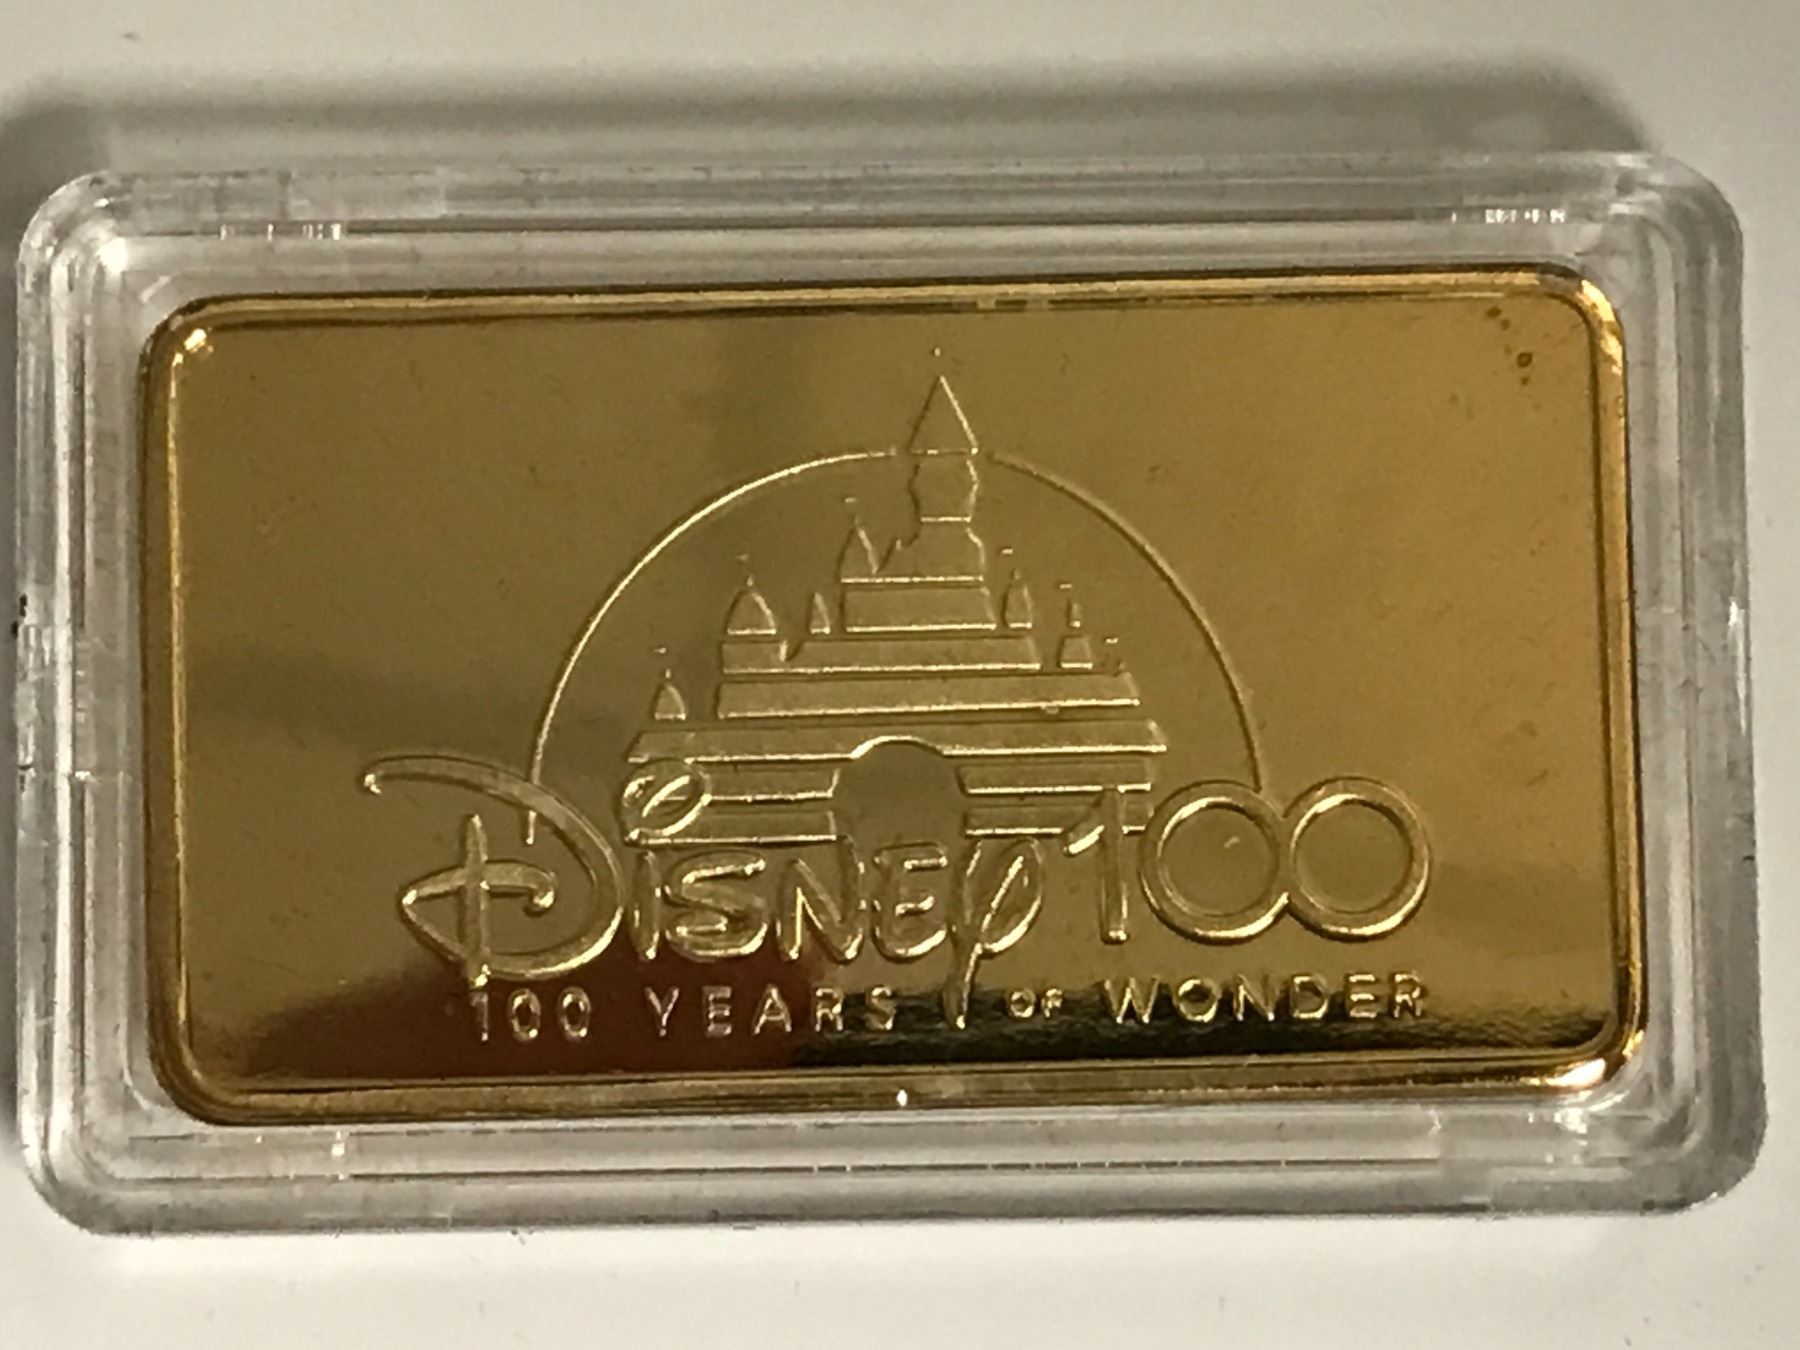 Disney100
100 YEARS OF WONDER